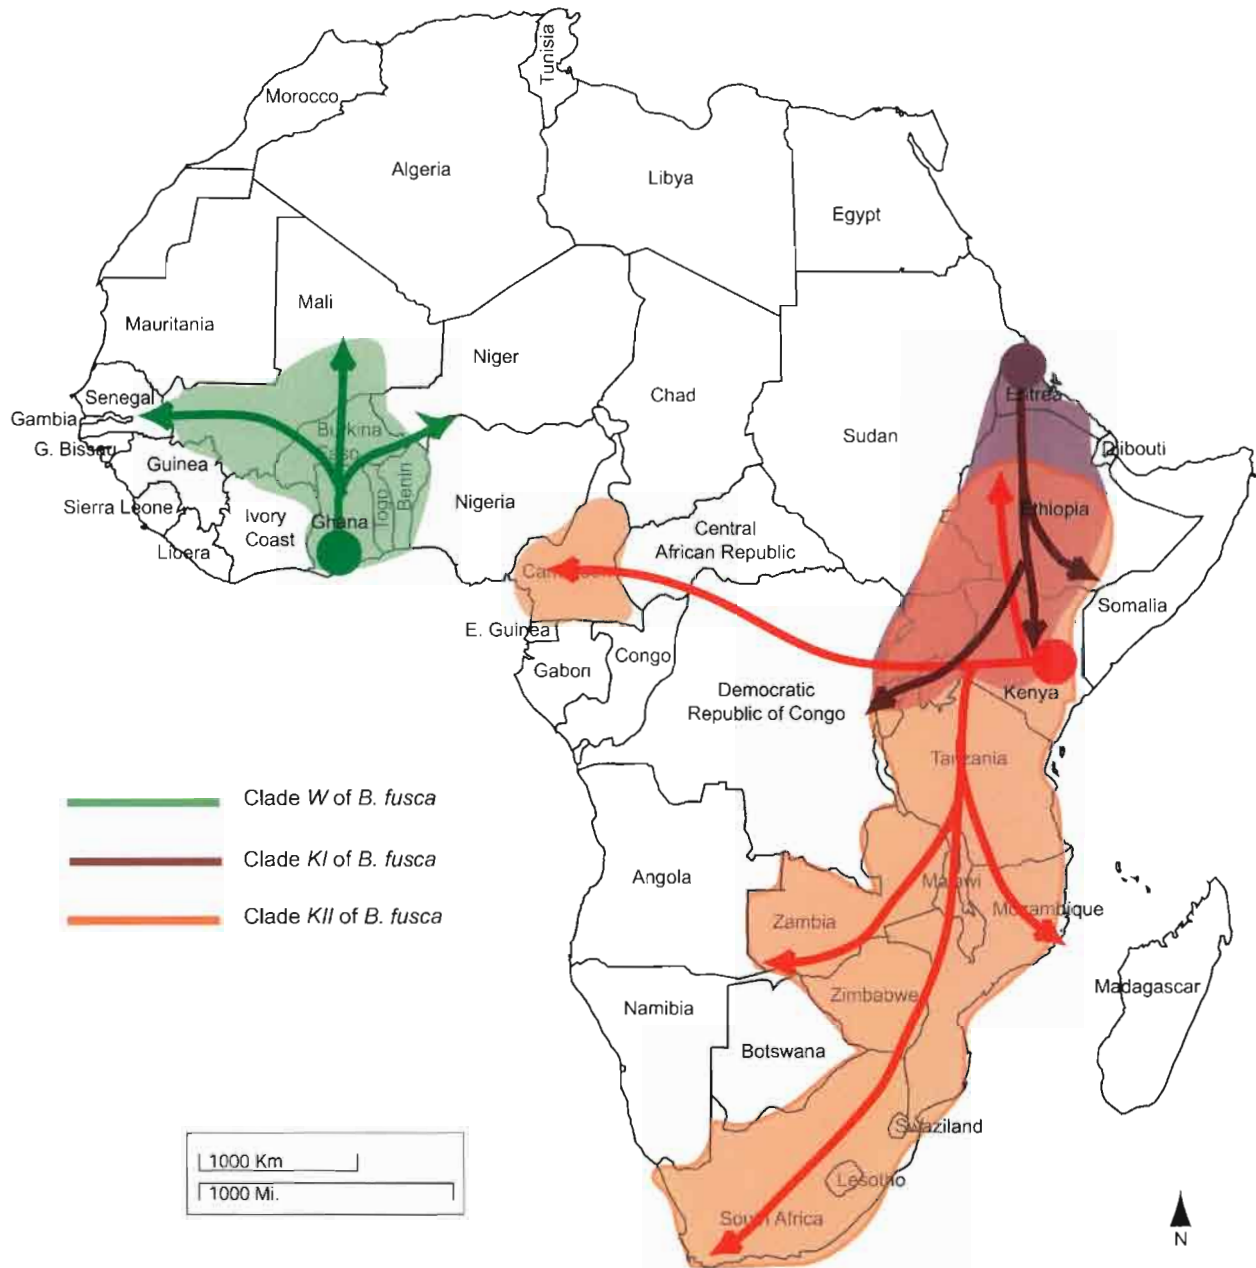 Tunisia
Morocco
Algeria
Libya
Egypt
Mali
Mauritania
Niger
Chad
Sudan
Eritrea
Senegal
Gambia
Burkina
Faso
Djibouti
G. Bissau
Guinea
Benin
Togo
Nigeria
Ethiopia
Sierra Leone
Ivory
Coast
Ghana
Central
African Republic
Libera
Cameroon
Somalia
E. Guinea
Gabon
Congo
Democratic
Republic of Congo
Kenya
Tanzania
Clade W of B. fusca
Clade KI of B. fusca
Clade KII of B. fusca
Angola
Malawi
Mozambique
Zambia
Madagascar
Zimbabwe
Namibia
Botswana
Swaziland
1000 Km
1000 Mi.
Lesotho
South Africa
N